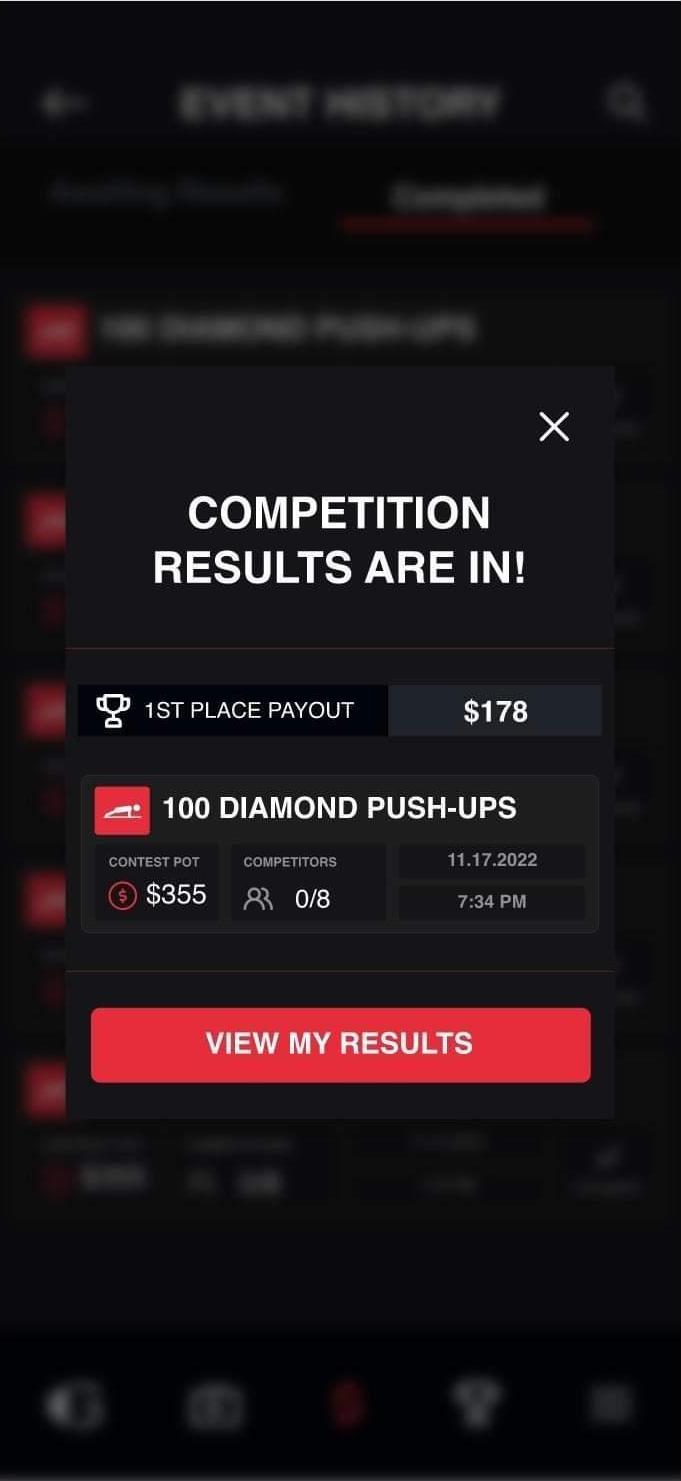 EVENT HISTORY
Awaiting Results
Completed
100 DIAMOND PUSH-UPS
COMPETITION
RESULTS ARE IN!
1ST PLACE PAYOUT
$178
100 DIAMOND PUSH-UPS
CONTEST POT
COMPETITORS
11.17.2022
$355
0/8
7:34 PM
VIEW MY RESULTS